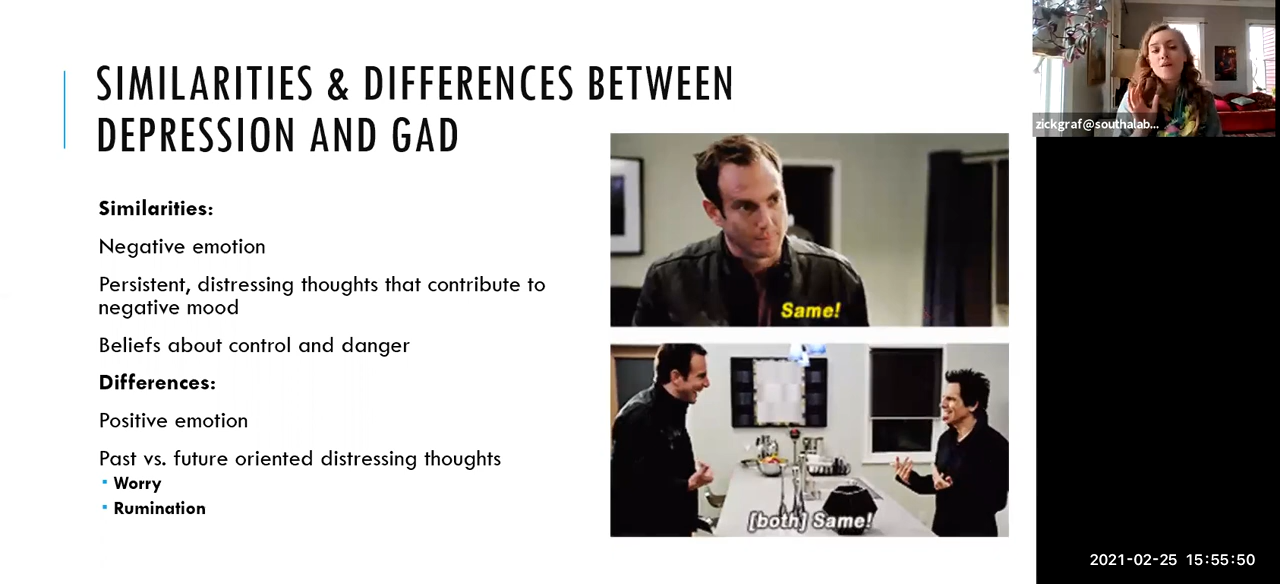 SIMILARITIES & DIFFERENCES BETWEEN
DEPRESSION AND GAD
Similarities:
Negative emotion
Persistent, distressing thoughts that contribute to
negative mood
Beliefs about control and danger
Differences:
Positive emotion
Past vs. future oriented distressing thoughts
Worry
Rumination
Same!
[both] Same!
zickgraf@southalab...
2021-02-25 15:55:50